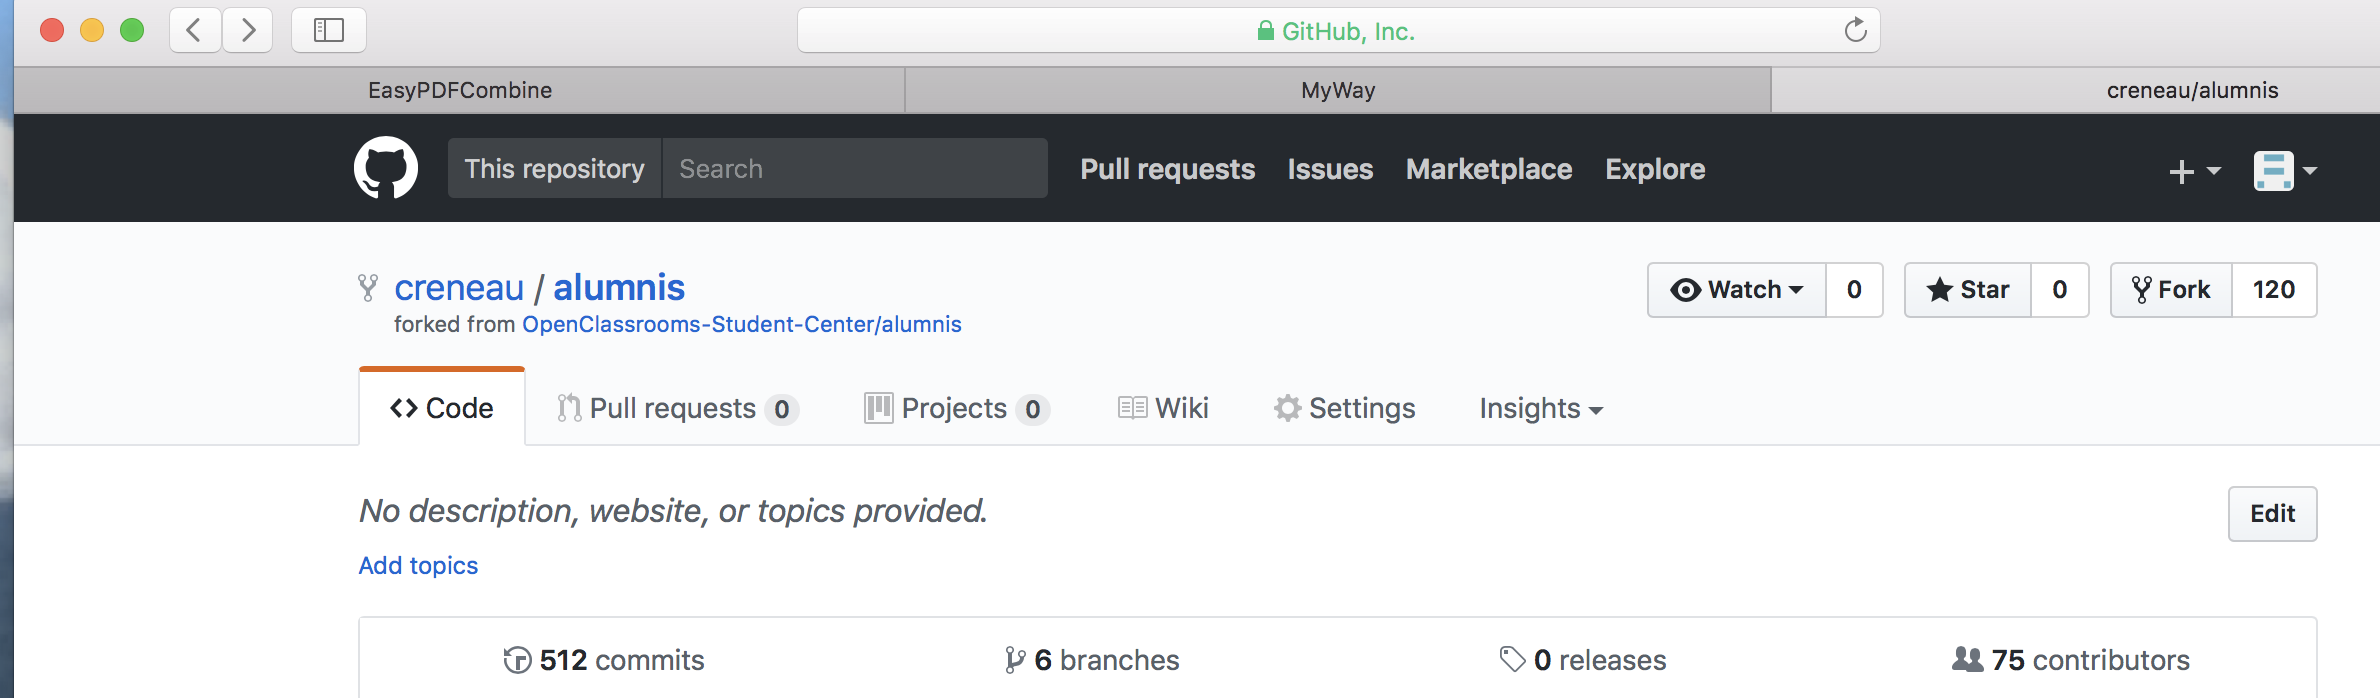 GitHub, Inc.
EasyPDFCombine MyWay creneau/alumnis
This repository Search Pull requests Issues Marketplace Explore
creneau / alumnis Watch 0 Star 0 Fork 120
forked from OpenClassrooms-Student-Center/alumnis
Code Pull requests 0 Projects 0 Wiki Settings Insights
No description, website, or topics provided. Edit
Add topics
512 commits 6 branches 0 releases 75 contributors